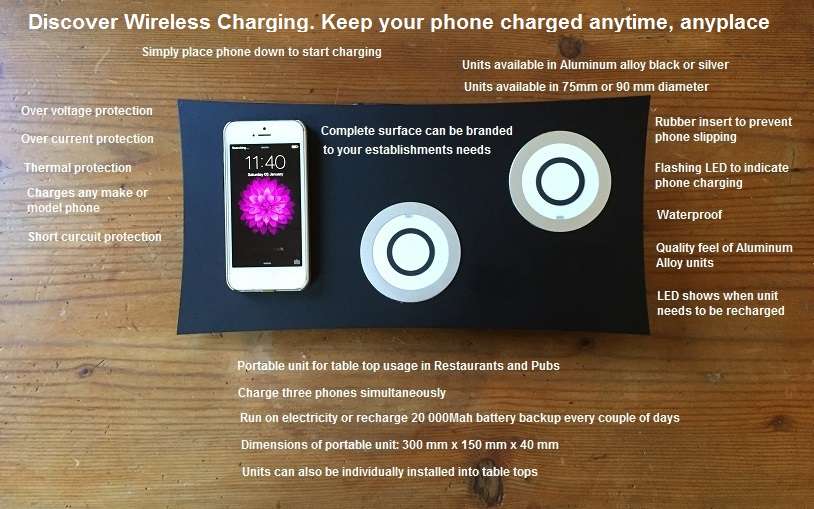 Discover Wireless Charging. Keep your phone charged anytime, anyplace
Simply place phone down to start charging
Units available in Aluminum alloy black or silver
Units available in 75mm or 90 mm diameter
Over voltage protection
Over current protection
Thermal protection
Charges any make or
model phone
Short curcuit protection
11:40
Saturday 03 January
Complete surface can be branded
to your establishments needs
Rubber insert to prevent
phone slipping
Flashing LED to indicate
phone charging
Waterproof
Quality feel of Aluminum
Alloy units
LED shows when unit
needs to be recharged
Portable unit for table top usage in Restaurants and Pubs
Charge three phones simultaneously
Run on electricity or recharge 20 000Mah battery backup every couple of days
Dimensions of portable unit: 300 mm x 150 mm x 40 mm
Units can also be individually installed into table tops